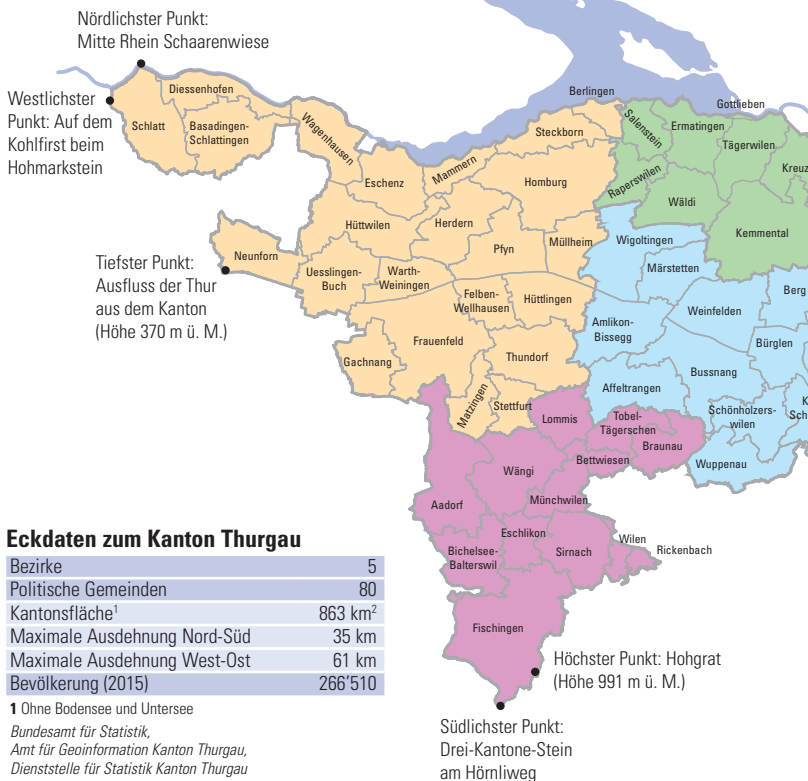 Nördlichster Punkt:
Mitte Rhein Schaarenwiese
Westlichster
Punkt: Auf dem
Kohlfirst beim
Hohmarkstein
Diessenhofen
Schlatt
Basadingen-
Schlattingen
Wagenhausen
Eschenz
Mammern
Steckborn
Berlingen
Homburg
Gottlieben
Salenstein
Ermatingen
Tägerwilen
Raperswilen
Wäldi
Kemmental
Neunforn
Hüttwilen
Herdern
Pfyn
Müllheim
Wigoltingen
Märstetten
Berg
Tiefster Punkt:
Ausfluss der Thur
aus dem Kanton
(Höhe 370 m ü. M.)
Uesslingen-
Buch
Warth-
Weiningen
Felben-
Wellhausen
Hüttlingen
Weinfelden
Amlikon-
Bissegg
Bürglen
Gachnang
Frauenfeld
Thundorf
Bussnang
Affeltrangen
Matzingen
Stettfurt
Lommis
Tobel-
Tägerschen
Braunau
Schönholzers-
wilen
Wuppenau
Bettwiesen
Wängi
Münchwilen
Aadorf
Eschlikon
Bichelsee-
Balterswil
Sirnach
Wilen
Rickenbach
Fischingen
Höchster Punkt: Hohgrat
(Höhe 991 m ü. M.)
Südlichster Punkt:
Drei-Kantone-Stein
am Hörnliweg
Eckdaten zum Kanton Thurgau
Bezirke 5
Politische Gemeinden 80
Kantonsfläche¹ 863 km²
Maximale Ausdehnung Nord-Süd 35 km
Maximale Ausdehnung West-Ost 61 km
Bevölkerung (2015) 266'510
1 Ohne Bodensee und Untersee
Bundesamt für Statistik,
Amt für Geoinformation Kanton Thurgau,
Dienststelle für Statistik Kanton Thurgau